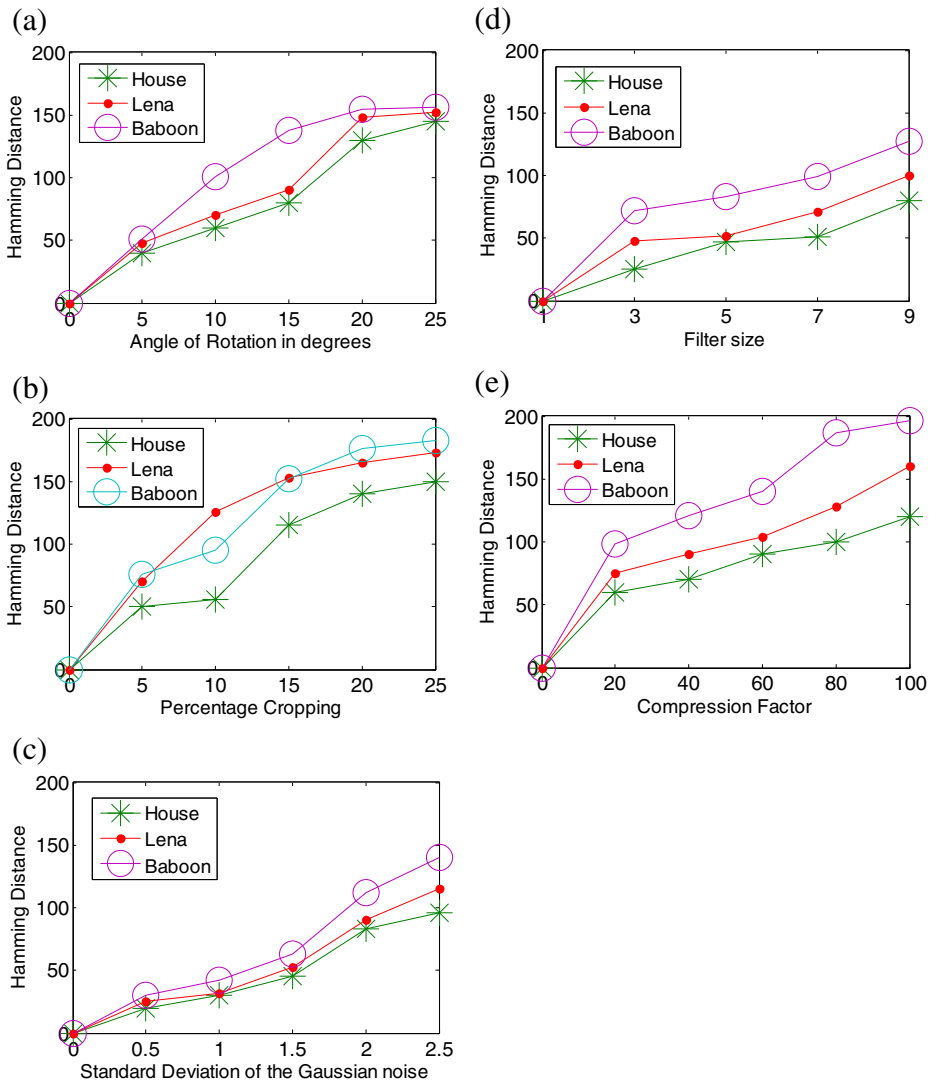 (a)
200
150
100
50
0
Hamming Distance
House
Lena
Baboon
0 5 10 15 20 25
Angle of Rotation in degrees
(b)
200
150
100
50
0
Hamming Distance
House
Lena
Baboon
0 5 10 15 20 25
Percentage Cropping
(c)
200
150
100
50
0
Hamming Distance
House
Lena
Baboon
0 0.5 1 1.5 2 2.5
Standard Deviation of the Gaussian noise
(d)
200
150
100
50
0
Hamming Distance
House
Lena
Baboon
1 3 5 7 9
Filter size
(e)
200
150
100
50
0
Hamming Distance
House
Lena
Baboon
0 20 40 60 80 100
Compression Factor